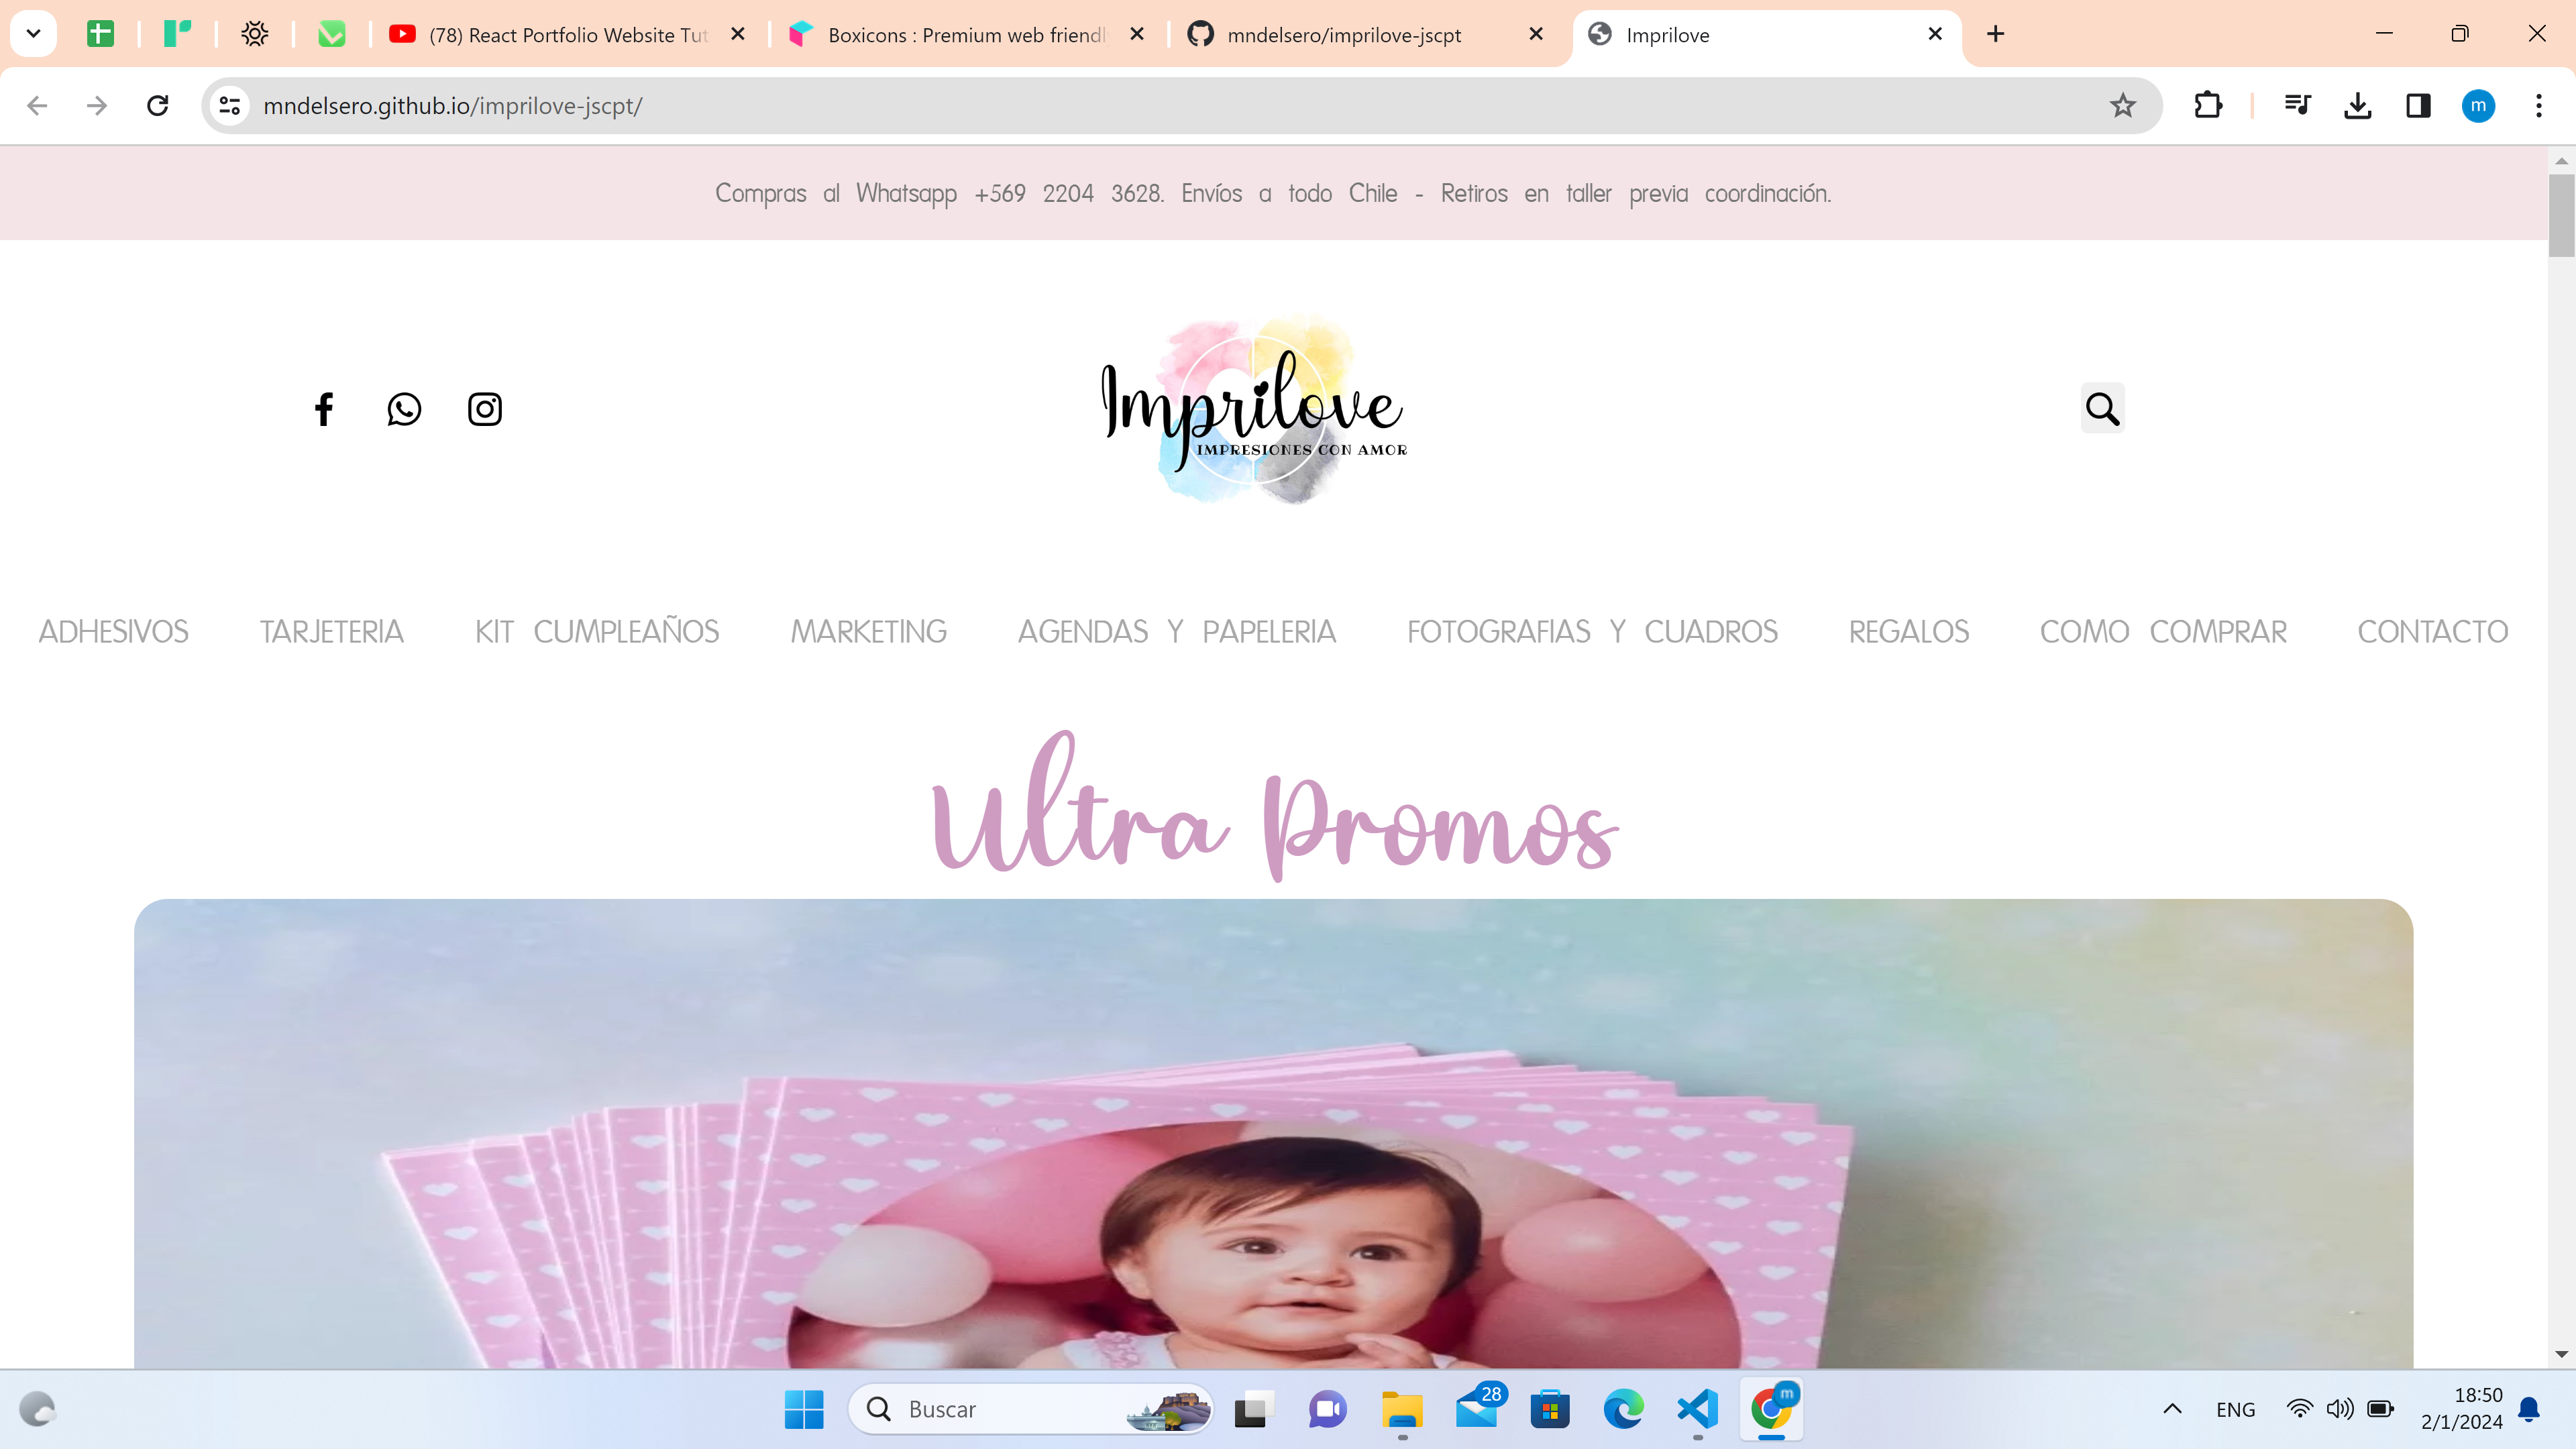 (78) React Portfolio Website Tut
Boxicons : Premium web friendl
mndelsero/imprilove-jscpt
Imprilove
mndelsero.github.io/imprilove-jscpt/
m
Compras al Whatsapp +569 2204 3628. Envíos a todo Chile - Retiros en taller previa coordinación.
Imprilove
IMPRESIONES CON AMOR
ADHESIVOS TARJETERIA KIT CUMPLEAÑOS MARKETING AGENDAS Y PAPELERIA FOTOGRAFIAS Y CUADROS REGALOS COMO COMPRAR CONTACTO
Ultra Promos
Buscar
28
m
ENG
18:50
2/1/2024